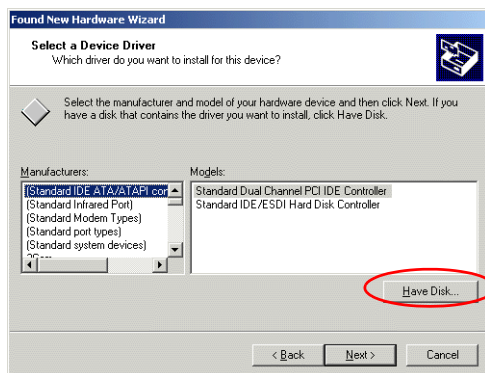 Found New Hardware Wizard
Select a Device Driver
Which driver do you want to install for this device?
Select the manufacturer and model of your hardware device and then click Next. If you
have a disk that contains the driver you want to install, click Have Disk.
Manufacturers:
(Standard IDE ATA/ATAPI cor
(Standard Infrared Port)
(Standard Modem Types)
(Standard port types)
(Standard system devices)
Models:
Standard Dual Channel PCI IDE Controller
Standard IDE/ESDI Hard Disk Controller
Have Disk...
< Back
Next >
Cancel